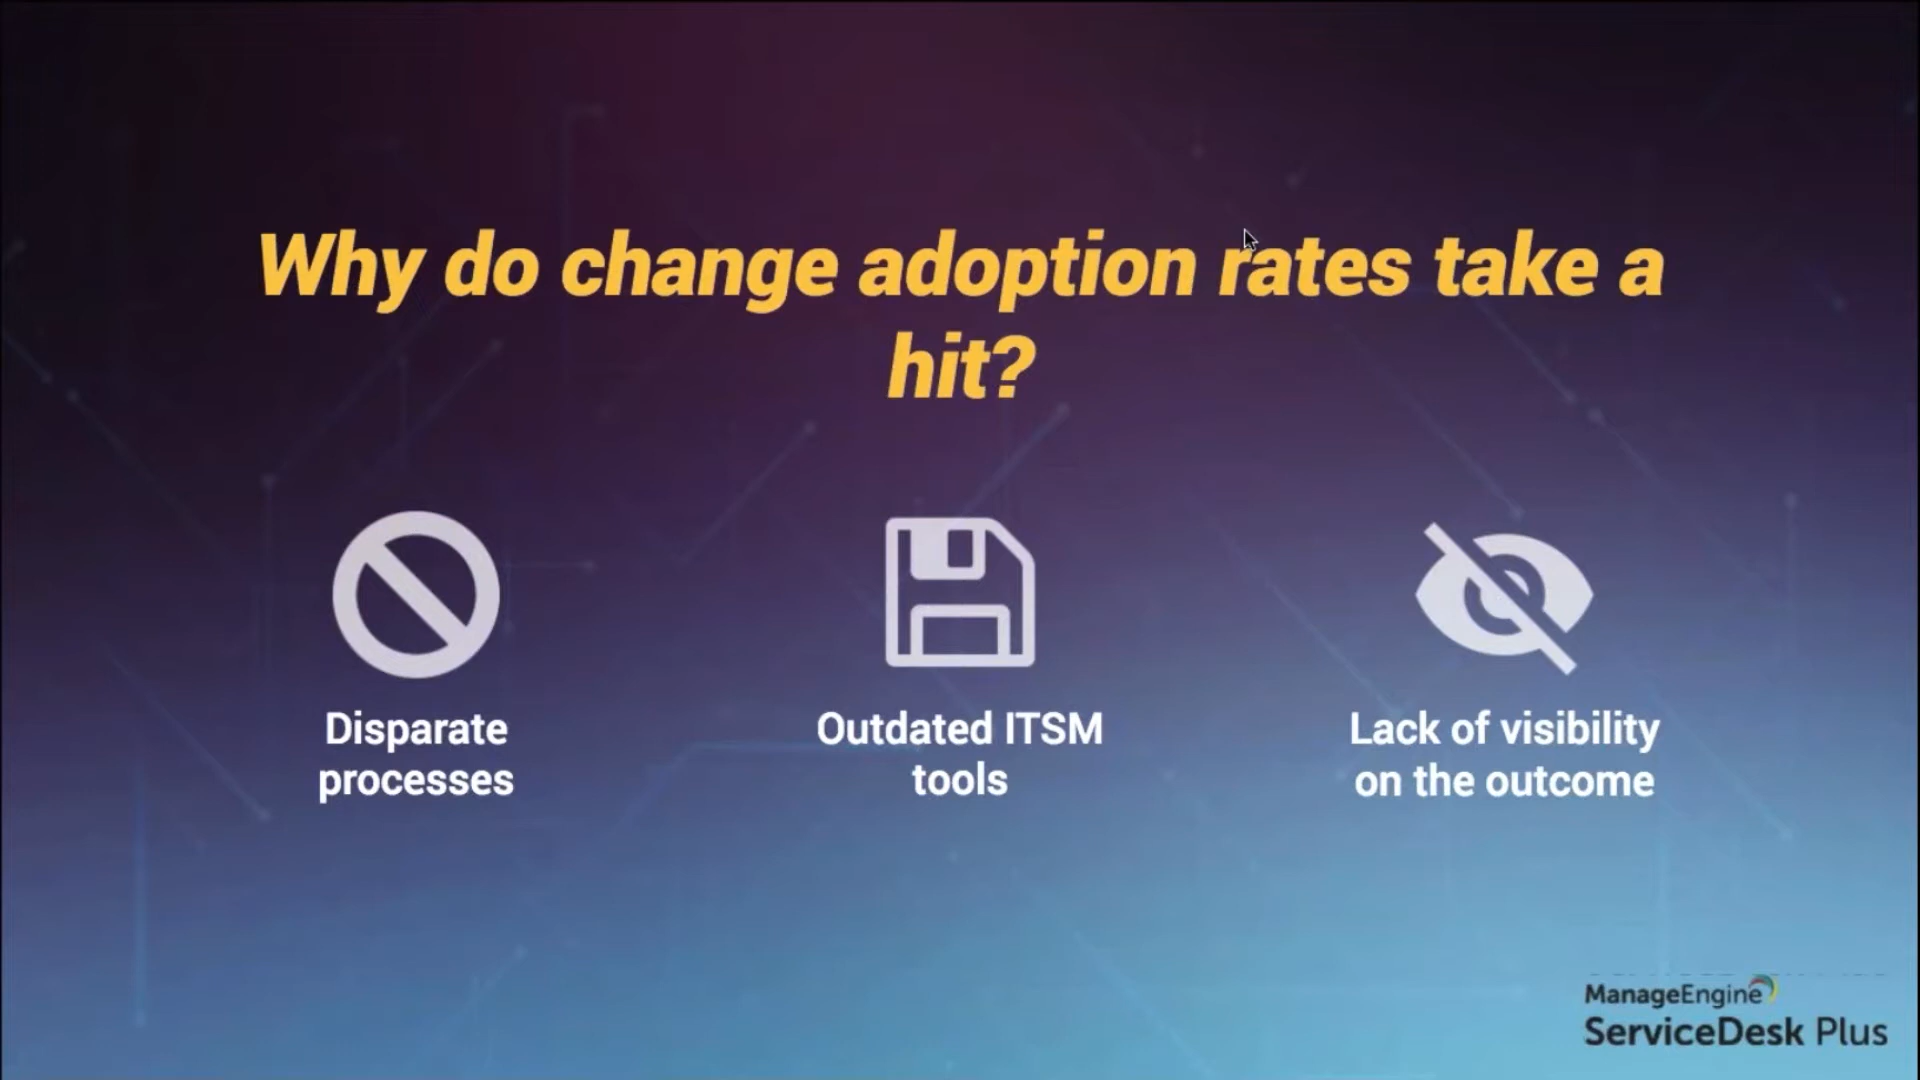 Why do change adoption rates take a
hit?
Disparate
processes
Outdated ITSM
tools
Lack of visibility
on the outcome
ManageEngine
ServiceDesk Plus